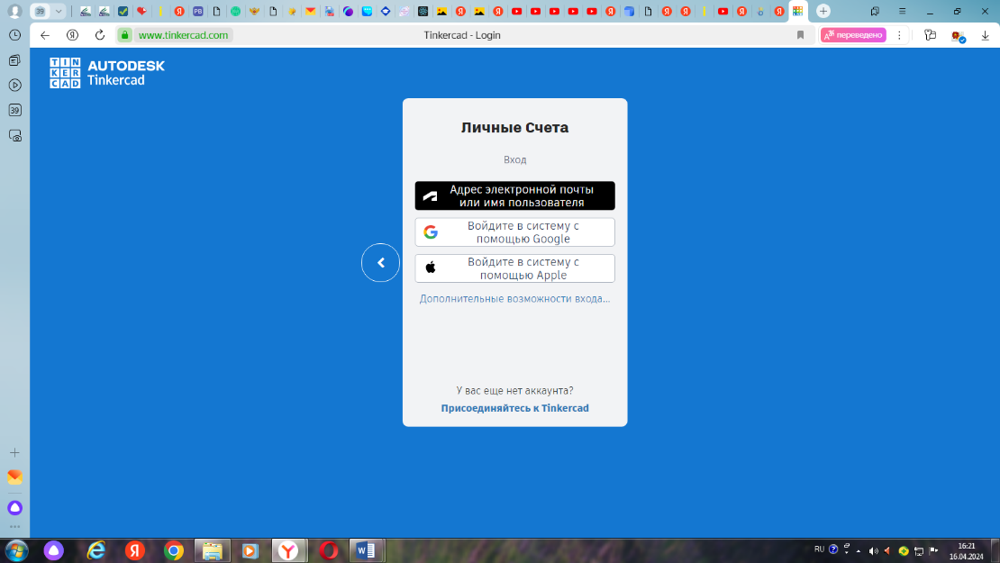 39
PB
www.tinkercad.com
Tinkercad - Login
переведено
39
TIN
KER
CAD
AUTODESK
Tinkercad
Личные Счета
Вход
Адрес электронной почты
или имя пользователя
Войдите в систему с
помощью Google
Войдите в систему с
помощью Apple
Дополнительные возможности входа...
У вас еще нет аккаунта?
Присоединяйтесь к Tinkercad
RU
16:21
16.04.2024